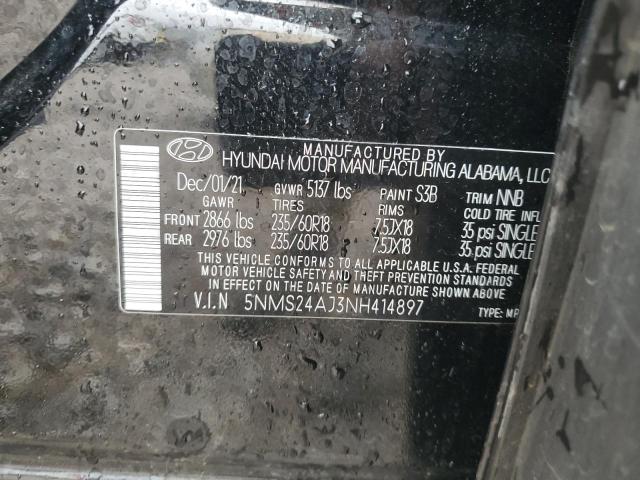 MANUFACTURED BY
HYUNDAI MOTOR MANUFACTURING ALABAMA, LLC
Dec/01/21 GVWR 5137 lbs PAINT S3B TRIM NNB
GAWR TIRES RIMS COLD TIRE INFL
FRONT 2866 lbs 235/60R18 7.5JX18 35 psi SINGLE
REAR 2976 lbs 235/60R18 7.5JX18 35 psi SINGLE
THIS VEHICLE CONFORMS TO ALL APPLICABLE U.S.A. FEDERAL
MOTOR VEHICLE SAFETY AND THEFT PREVENTION STANDARDS
IN EFFECT ON THE DATE OF MANUFACTURE SHOWN ABOVE.
V.I.N 5NMS24AJ3NH414897 TYPE: MP